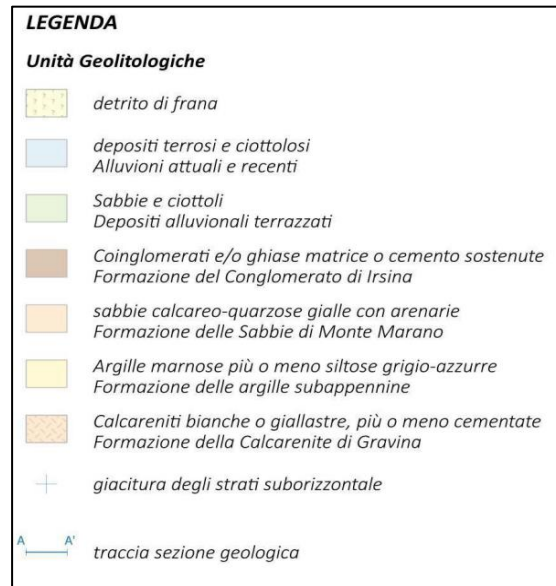 LEGENDA
Unità Geolitologiche
detrito di frana
depositi terrosi e ciottolosi
Alluvioni attuali e recenti
Sabbie e ciottoli
Depositi alluvionali terrazzati
Coinglomerati e/o ghiase matrice o cemento sostenute
Formazione del Conglomerato di Irsina
sabbie calcareo-quarzose gialle con arenarie
Formazione delle Sabbie di Monte Marano
Argille marnose più o meno siltose grigio-azzurre
Formazione delle argille subappennine
Calcareniti bianche o giallastre, più o meno cementate
Formazione della Calcarenite di Gravina
giacitura degli strati suborizzontale
A A'
traccia sezione geologica